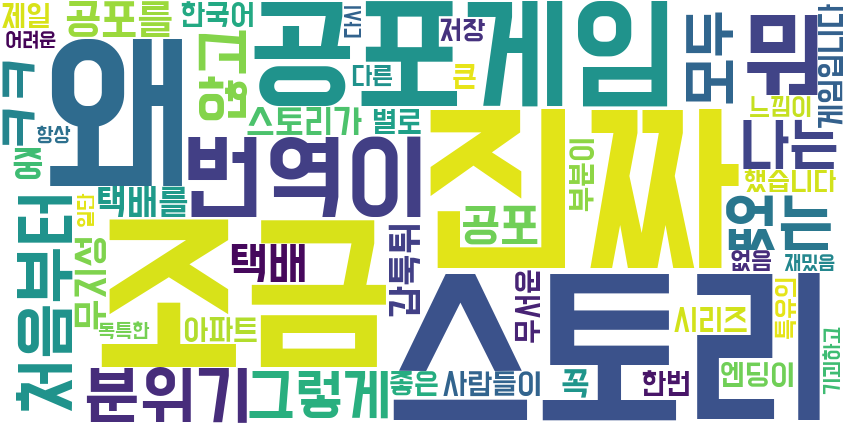 제일
공포를
한국어
다시
저장
어려운
왜
공포게임
모두
뭐
게임입니다
ㅋㅋ
않고
다른
큰
느낌이
항상
스토리가
별로
진짜
나는
중
번역이
부분이
했습니다
택배를
일단
처음부터
무지성
조금
택배
갑툭튀
공포
없는
없음
재밌음
독특한
아파트
무서운
스토리
시리즈
특유의
분위기
그렇게
좋은
사람들이
꼭
한번
엔딩이
기괴하고